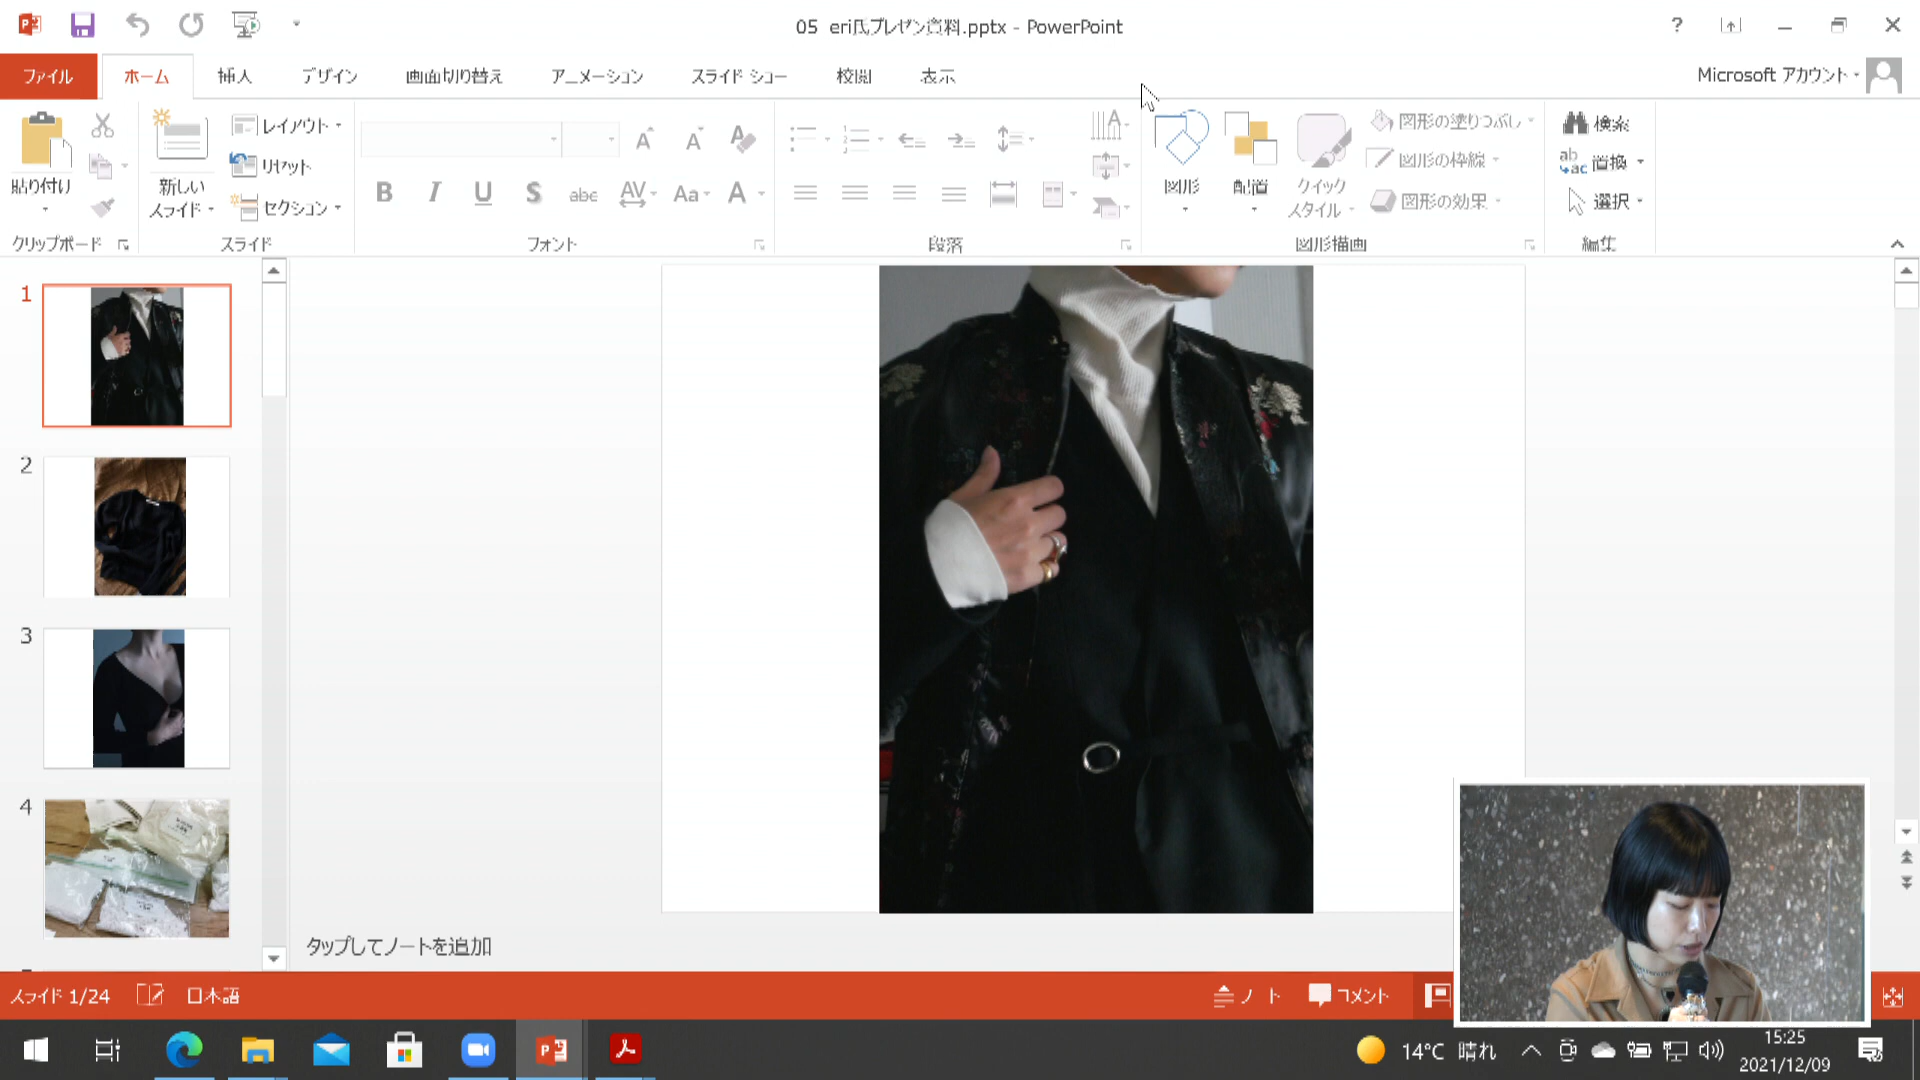 05 eri氏プレゼン資料.pptx - PowerPoint
?
ファイル ホーム 挿入 デザイン 画面切り替え アニメーション スライド ショー 校閲 表示
Microsoft アカウント
貼り付け
新しい
スライド
レイアウト
リセット
セクション
B I U S abc AV Aa A
図形
配置
クイック
スタイル
図形の塗りつぶし
図形の枠線
図形の効果
検索
置換
選択
クリップボード スライド フォント 段落 図形描画 編集
1
2
3
4
タップしてノートを追加
スライド 1/24 日本語
ノート コメント
14°C 晴れ
15:25
2021/12/09